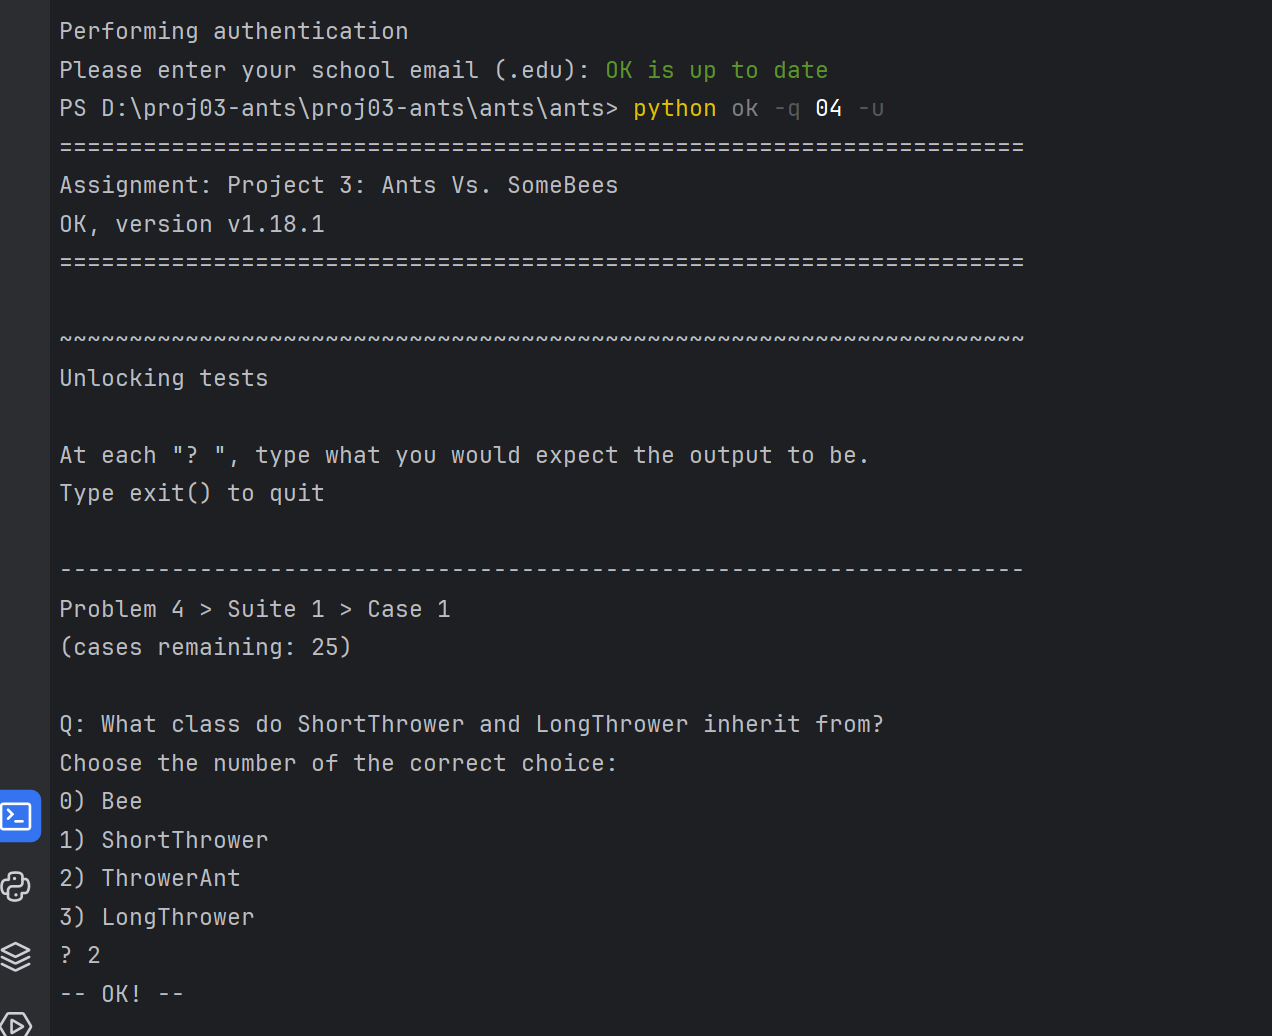 Performing authentication
Please enter your school email (.edu): OK is up to date
PS D:\proj03-ants\proj03-ants\ants\ants> python ok -q 04 -u
=====================================================================
Assignment: Project 3: Ants Vs. SomeBees
OK, version v1.18.1
=====================================================================
~~~~~~~~~~~~~~~~~~~~~~~~~~~~~~~~~~~~~~~~~~~~~~~~~~~~~~~~~~~~~~~~~~~~~
Unlocking tests
At each "? ", type what you would expect the output to be.
Type exit() to quit
---------------------------------------------------------------------
Problem 4 > Suite 1 > Case 1
(cases remaining: 25)
Q: What class do ShortThrower and LongThrower inherit from?
Choose the number of the correct choice:
0) Bee
1) ShortThrower
2) ThrowerAnt
3) LongThrower
? 2
-- OK! --